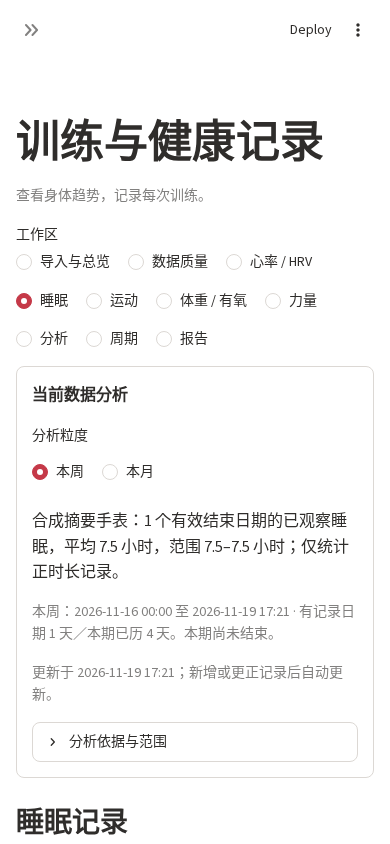 Deploy
训练与健康记录
查看身体趋势，记录每次训练。
工作区
导入与总览 数据质量 心率 / HRV
睡眠 运动 体重 / 有氧 力量
分析 周期 报告
当前数据分析
分析粒度
本周 本月
合成摘要手表：1 个有效结束日期的已观察睡
眠，平均 7.5 小时，范围 7.5–7.5 小时；仅统计
正时长记录。
本周：2026-11-16 00:00 至 2026-11-19 17:21 · 有记录日
期 1 天／本期已历 4 天。本期尚未结束。
更新于 2026-11-19 17:21；新增或更正记录后自动更
新。
分析依据与范围
睡眠记录